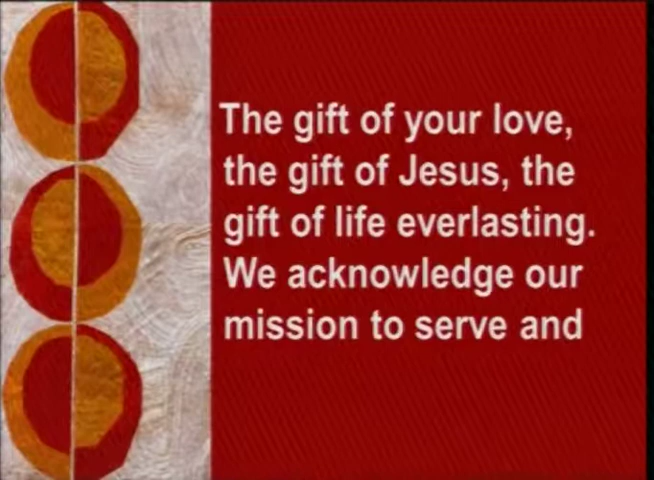 The gift of your love,
the gift of Jesus, the
gift of life everlasting.
We acknowledge our
mission to serve and